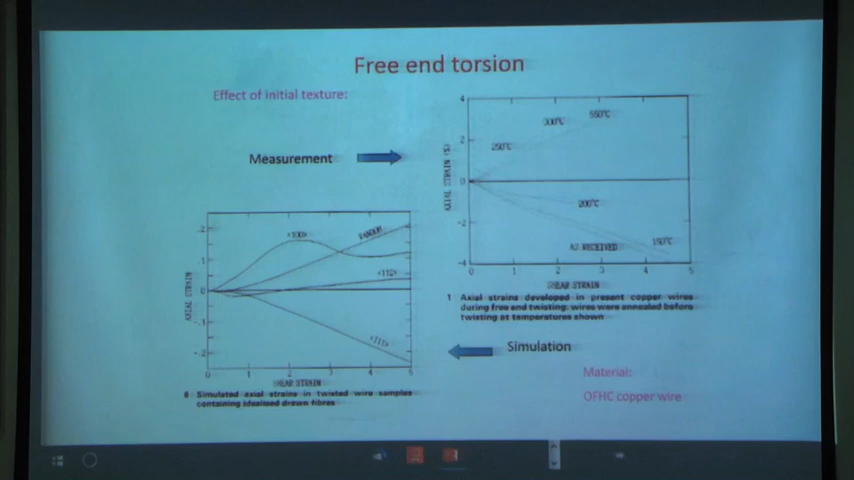 Free end torsion
Effect of initial texture:
Measurement
4
2
0
-2
-4
AXIAL STRAIN (%)
550°C
300°C
250°C
200°C
150°C
AS RECEIVED
0 1 2 3 4 5
SHEAR STRAIN
1 Axial strains developed in present copper wires
during free end twisting: wires were annealed before
twisting at temperatures shown
.2
.1
0
-.1
-.2
AXIAL STRAIN
<100>
RANDOM
<112>
<111>
0 1 2 3 4 5
SHEAR STRAIN
6 Simulated axial strains in twisted wire samples
containing idealised drawn fibres
Simulation
Material:
OFHC copper wire